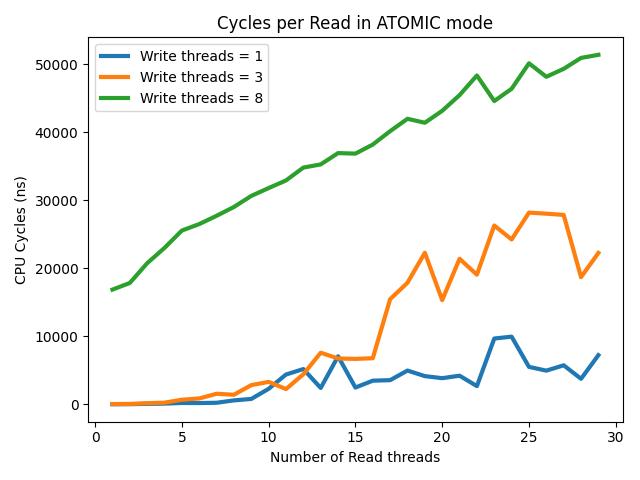 Cycles per Read in ATOMIC mode
Write threads = 1
Write threads = 3
Write threads = 8
CPU Cycles (ns)
50000
40000
30000
20000
10000
0
0 5 10 15 20 25 30
Number of Read threads